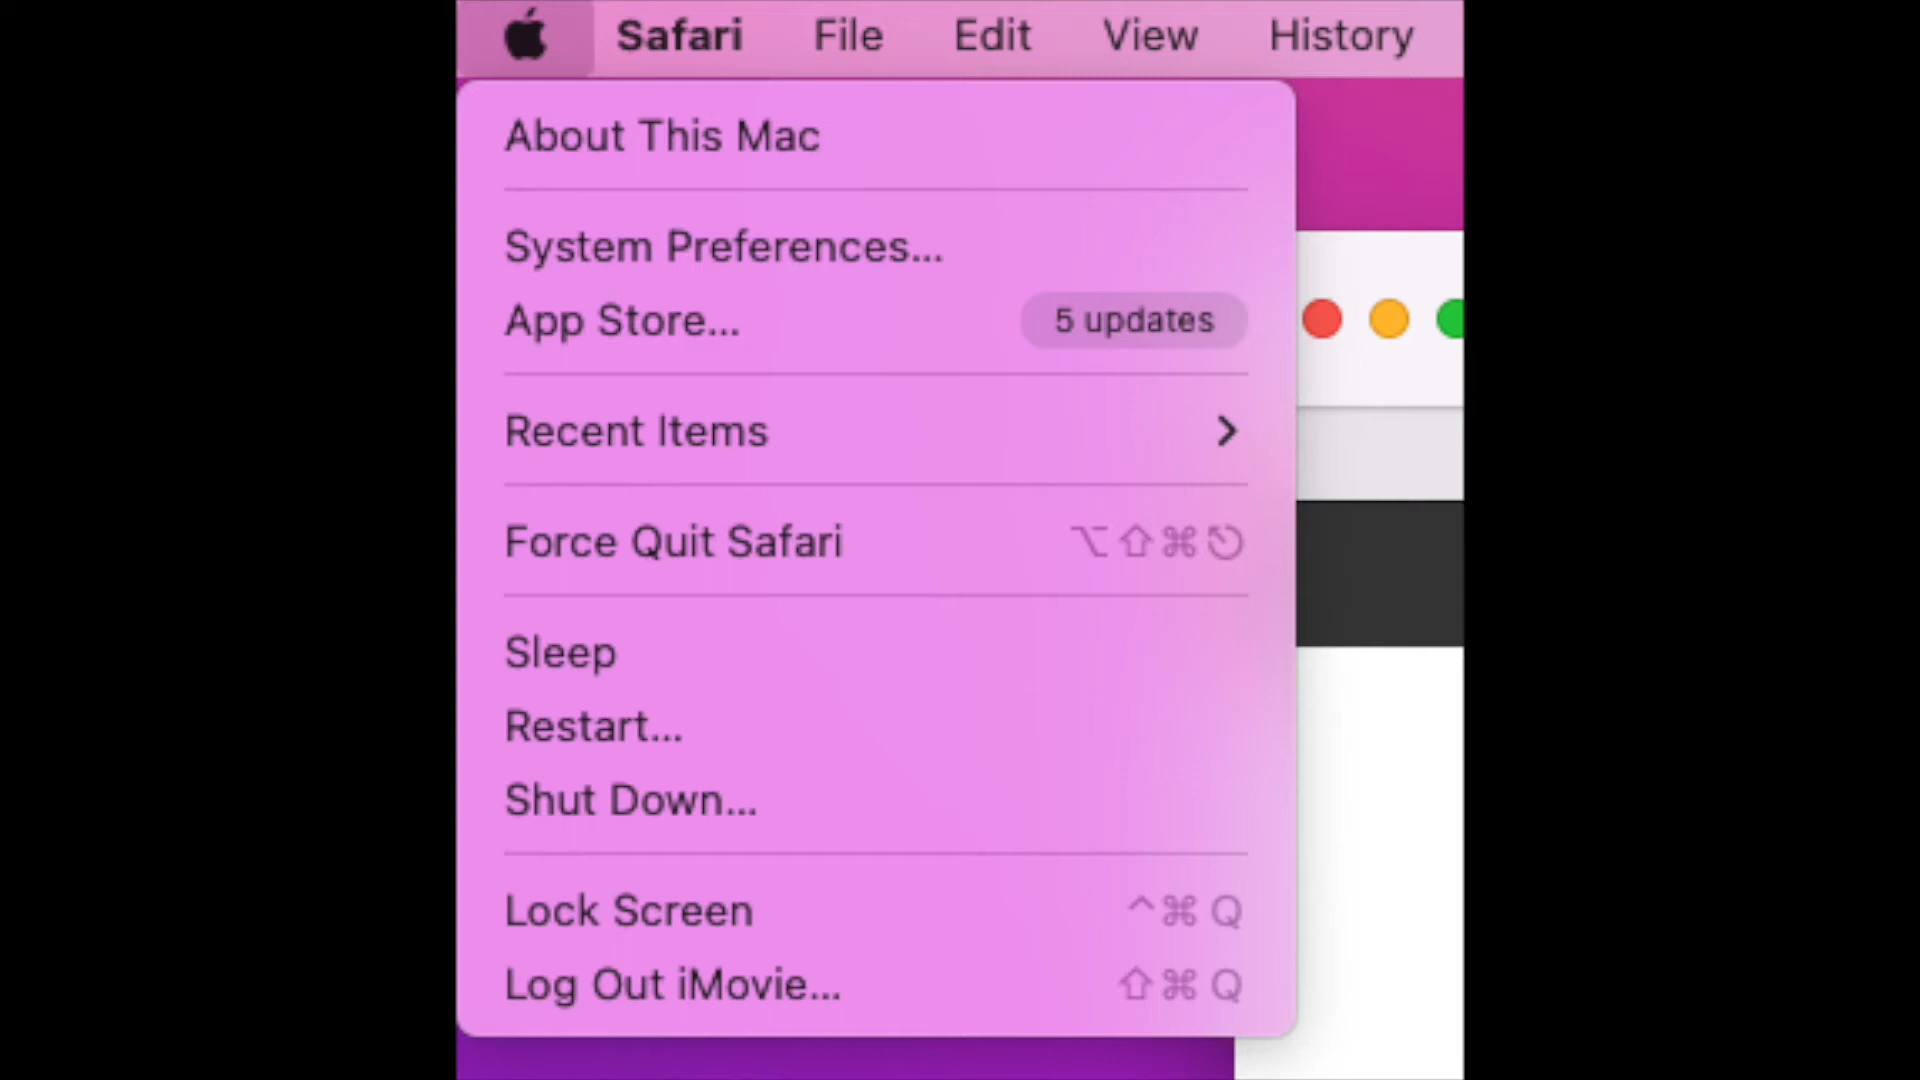 Safari File Edit View History
About This Mac
System Preferences...
App Store... 5 updates
Recent Items
Force Quit Safari ⌥⇧⌘⎋
Sleep
Restart...
Shut Down...
Lock Screen ^⌘Q
Log Out iMovie... ⇧⌘Q